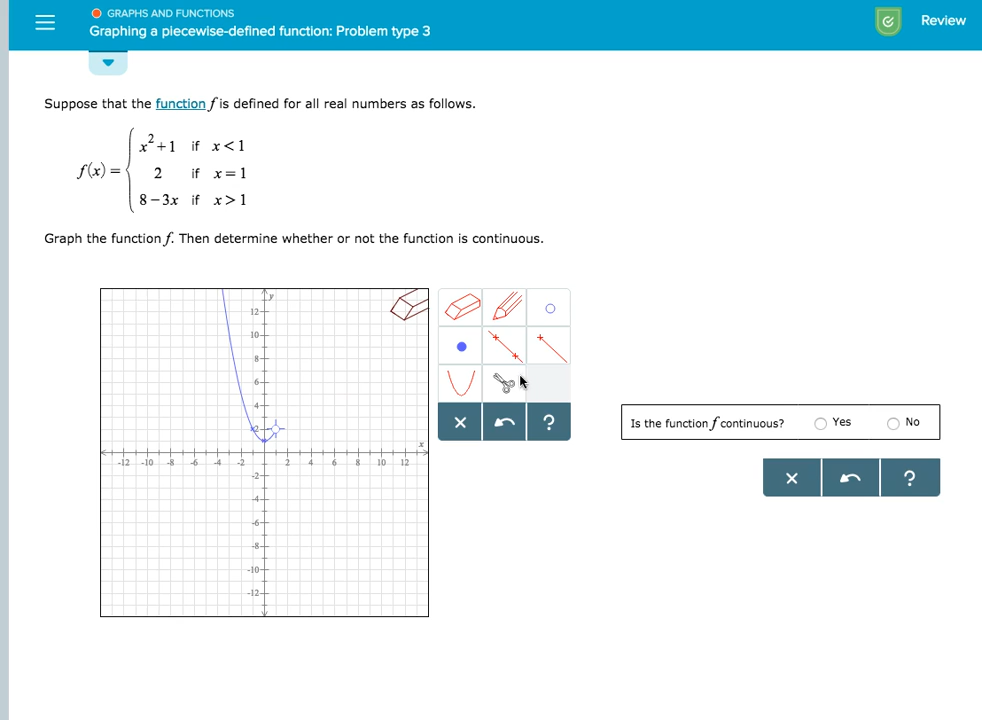 GRAPHS AND FUNCTIONS
Graphing a piecewise-defined function: Problem type 3
Review
Suppose that the function f is defined for all real numbers as follows.
x²+1 if x<1
f(x) = 2 if x=1
8−3x if x>1
Graph the function f. Then determine whether or not the function is continuous.
y
12
10
8
6
4
2
x
-12 -10 -8 -6 -4 -2 2 4 6 8 10 12
-2
-4
-6
-8
-10
-12
?
Is the function f continuous? Yes No
?